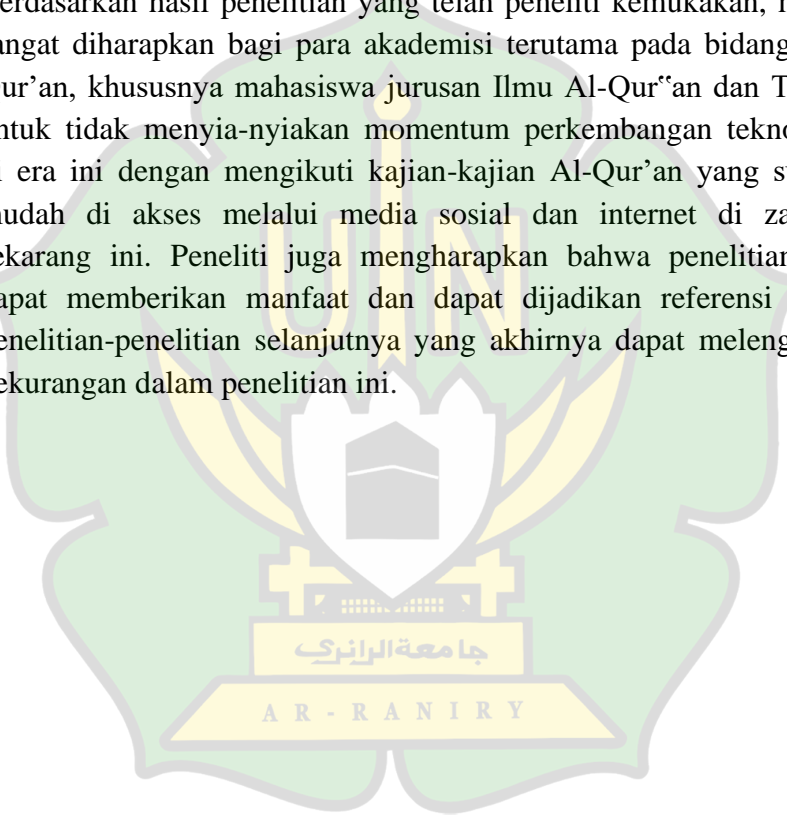 erdasarkan hasil penelitian yang telah peneliti kemukakan,
angat diharapkan bagi para akademisi terutama pada bidang
ur’an, khususnya mahasiswa jurusan Ilmu Al-Qur‟an dan T
ntuk tidak menyia-nyiakan momentum perkembangan tekno
i era ini dengan mengikuti kajian-kajian Al-Qur’an yang s
udah di akses melalui media sosial dan internet di za
ekarang ini. Peneliti juga mengharapkan bahwa penelitian
apat memberikan manfaat dan dapat dijadikan referensi
enelitian-penelitian selanjutnya yang akhirnya dapat meleng
ekurangan dalam penelitian ini.
UIN
جامعةالرانري
AR-RANIRY